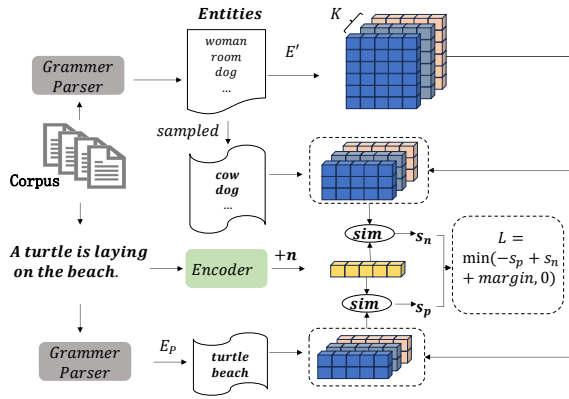 Entities
K
woman
room
dog
...
E'
Grammer
Parser
sampled
Corpus
cow
dog
...
sim
s_n
L =
min(−s_p + s_n
+ margin, 0)
A turtle is laying
on the beach.
Encoder
+n
sim
s_p
Grammer
Parser
E_P
turtle
beach